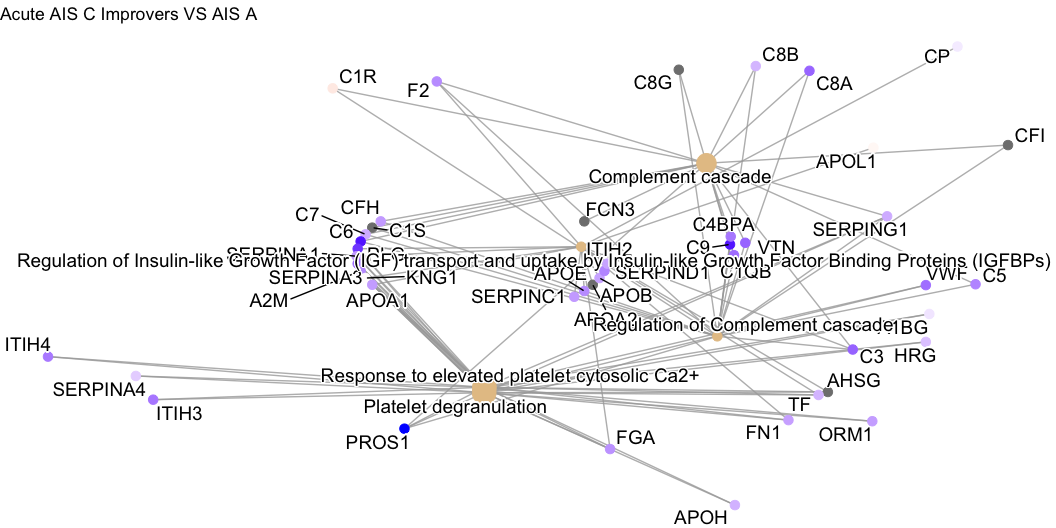 Acute AIS C Improvers VS AIS A
CP
C8B
C8G
C8A
C1R
F2
CFI
APOL1
Complement cascade
CFH
C7
FCN3
C6
C1S
C4BPA
SERPING1
C9
VTN
ITIH2
Regulation of Insulin-like Growth Factor (IGF) transport and uptake by Insulin-like Growth Factor Binding Proteins (IGFBPs)
SERPINA3
KNG1
APOE
SERPIND1
C1QB
VWF
C5
A2M
APOA1
SERPINC1
APOB
Regulation of Complement cascade
ITIH4
C3
HRG
Response to elevated platelet cytosolic Ca2+
SERPINA4
AHSG
ITIH3
Platelet degranulation
TF
PROS1
FGA
FN1
ORM1
APOH